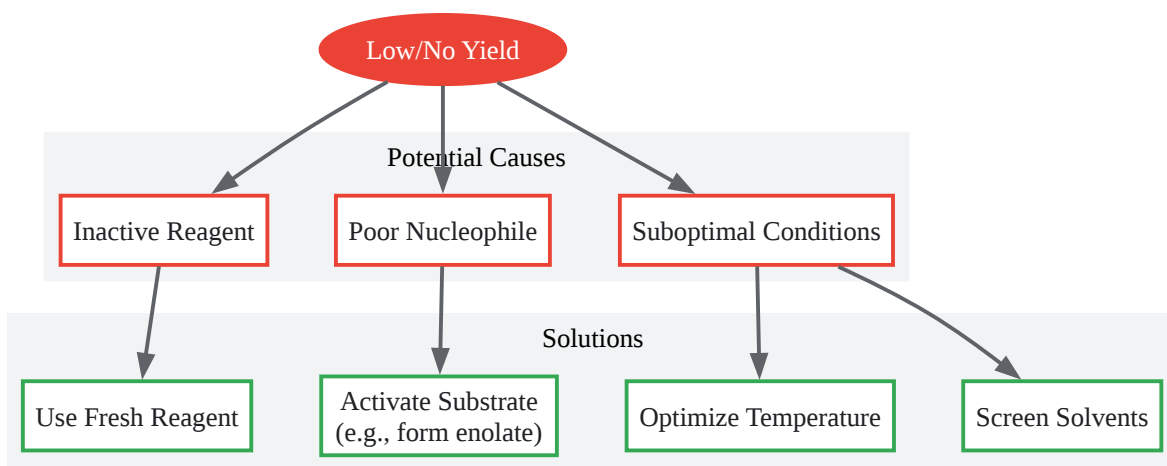 Low/No Yield
Potential Causes
Inactive Reagent
Poor Nucleophile
Suboptimal Conditions
Solutions
Use Fresh Reagent
Activate Substrate
(e.g., form enolate)
Optimize Temperature
Screen Solvents